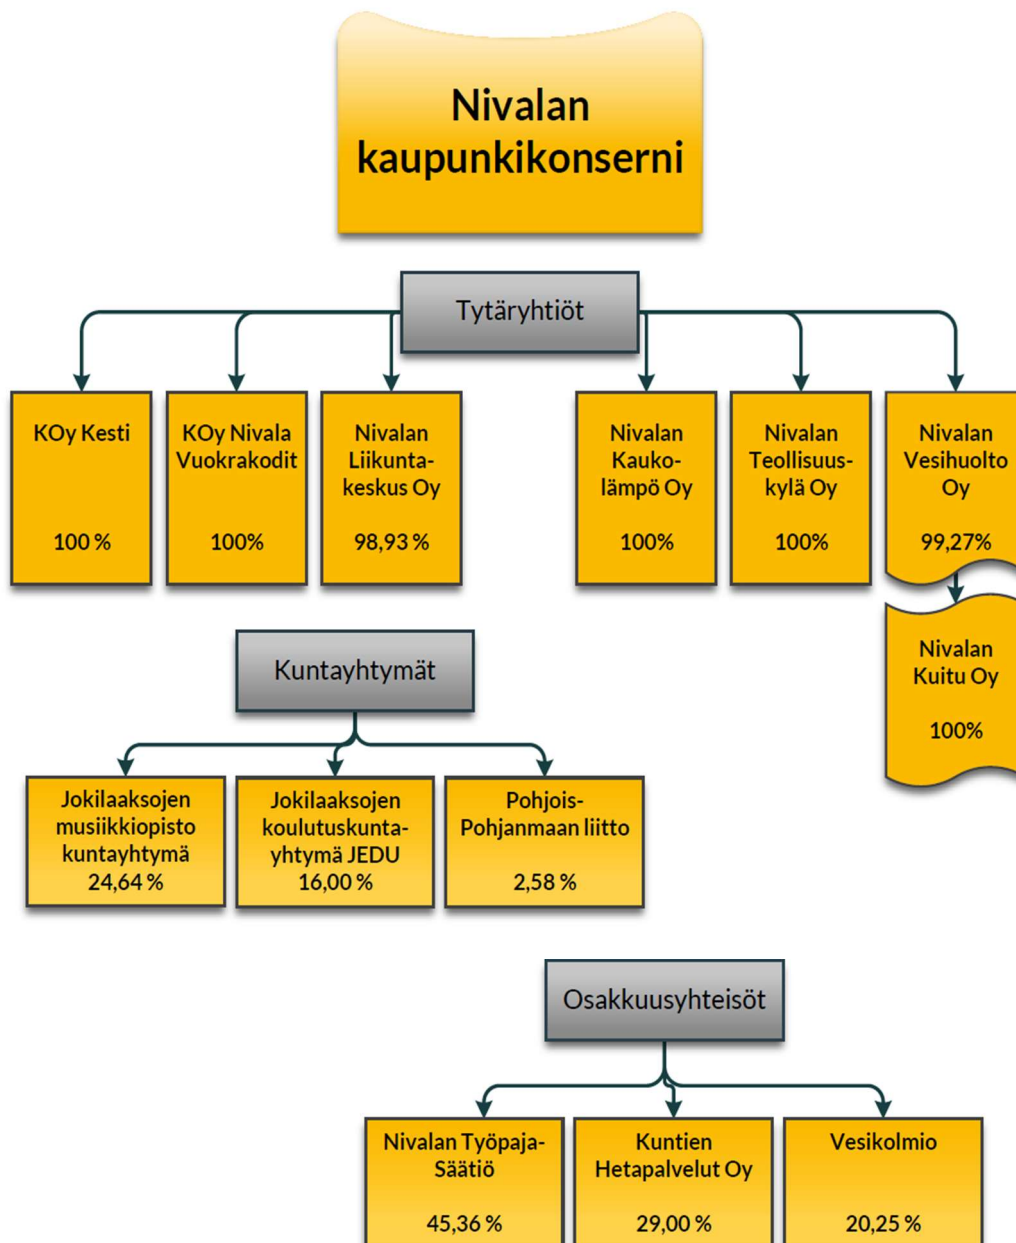 Nivalan
kaupunkikonserni
Tytäryhtiöt
KOy Kesti
100 %
KOy Nivala
Vuokrakodit
100%
Nivalan
Liikunta-
keskus Oy
98,93 %
Nivalan
Kauko-
lämpö Oy
100%
Nivalan
Teollisuus-
kylä Oy
100%
Nivalan
Vesihuolto
Oy
99,27%
Nivalan
Kuitu Oy
100%
Kuntayhtymät
Jokilaaksojen
musiikkiopisto
kuntayhtymä
24,64 %
Jokilaaksojen
koulutuskunta-
yhtymä JEDU
16,00 %
Pohjois-
Pohjanmaan liitto
2,58 %
Osakkuusyhteisöt
Nivalan Työpaja-
Säätiö
45,36 %
Kuntien
Hetapalvelut Oy
29,00 %
Vesikolmio
20,25 %